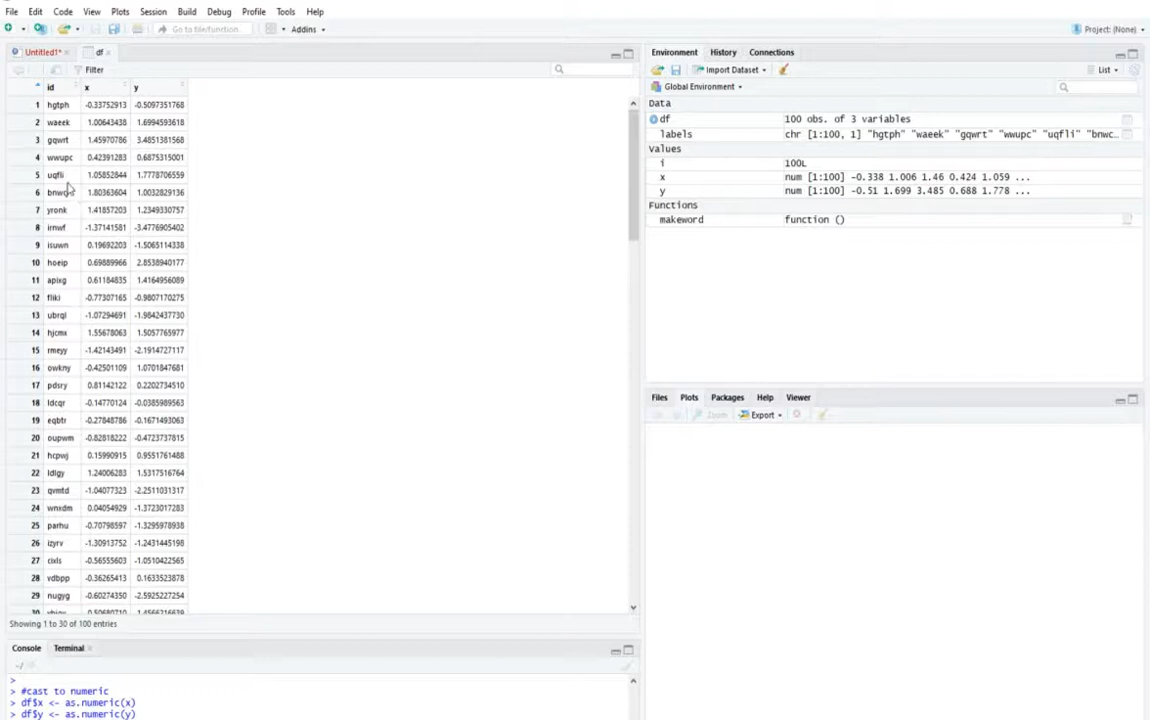 File Edit Code View Plots Session Build Debug Profile Tools Help
Go to file/function Addins Project: (None)
Untitled1* df
Filter
id x y
1 hgtph -0.33752913 -0.5097351768
2 waeek 1.00643438 1.6994593618
3 gqwrt 1.45970786 3.4851381568
4 wwupc 0.42391283 0.6875315001
5 uqfli 1.05852844 1.7778706559
6 1.80363604 1.0032829136
7 yronk 1.41857203 1.2349330757
8 irnwf -1.37141581 -3.4776905402
9 isuwn 0.19692203 -1.5065114338
10 hoeip 0.69889966 2.8538940177
11 apixg 0.61184835 1.4164956089
12 fliki -0.77307165 -0.9807170275
13 ubrql -1.07294691 -1.9842437730
14 hjcmx 1.55678063 1.5057765977
15 rmeyy -1.42143491 -2.1914727117
16 owkny -0.42501109 1.0701847681
17 pdsry 0.81142122 0.2202734510
18 ldcqr -0.14770124 -0.0385989563
19 eqbtr -0.27848786 -0.1671493063
20 oupwm -0.82818222 -0.4723737815
21 hcpwj 0.15990915 0.9551761488
22 ldlgy 1.24006283 1.5317516764
23 qvmtd -1.04077323 -2.2511031317
24 wnxdm 0.04054929 -1.3723017283
25 parhu -0.70798597 -1.3295978938
26 izyrv -1.30913752 -1.2431445198
27 cixls -0.56555603 -1.0510422565
28 vdbpp -0.36265413 0.1633523878
29 nugyg -0.60274350 -2.5925227254
30
Showing 1 to 30 of 100 entries
Console Terminal
~/
>
> #cast to numeric
> df$x <- as.numeric(x)
> df$y <- as.numeric(y)
Environment History Connections
Import Dataset List
Global Environment
Data
df 100 obs. of 3 variables
labels chr [1:100, 1] "hgtph" "waeek" "gqwrt" "wwupc" "uqfli" "bnwc…
Values
i 100L
x num [1:100] -0.338 1.006 1.46 0.424 1.059 ...
y num [1:100] -0.51 1.699 3.485 0.688 1.778 ...
Functions
makeword function ()
Files Plots Packages Help Viewer
Zoom Export